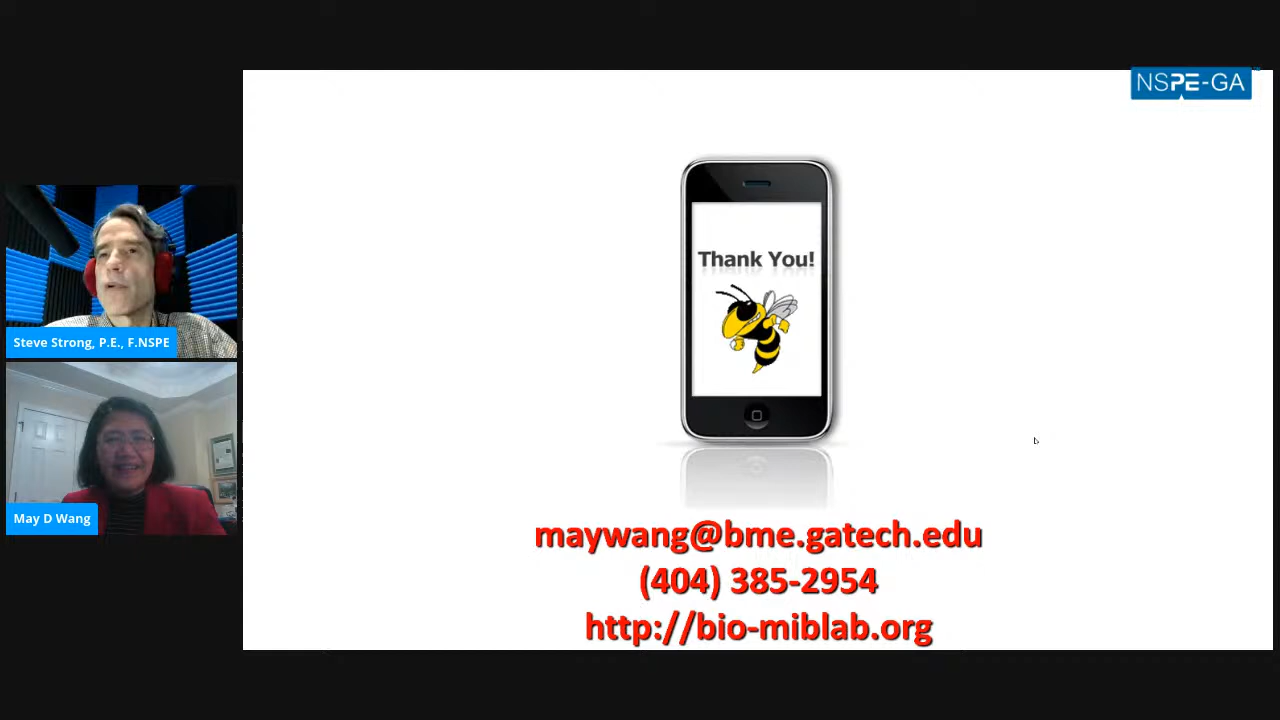 NSPE-GA
Thank You!
Steve Strong, P.E., F.NSPE
May D Wang
maywang@bme.gatech.edu
(404) 385-2954
http://bio-miblab.org